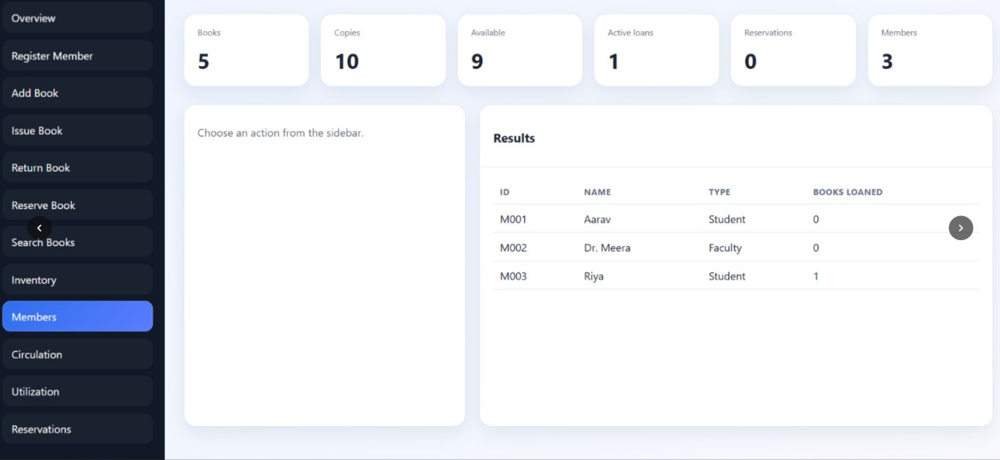 Overview
Register Member
Add Book
Issue Book
Return Book
Reserve Book
Search Books
Inventory
Members
Circulation
Utilization
Reservations
Books Copies Available Active loans Reservations Members
5 10 9 1 0 3
Choose an action from the sidebar.
Results
ID NAME TYPE BOOKS LOANED
M001 Aarav Student 0
M002 Dr. Meera Faculty 0
M003 Riya Student 1